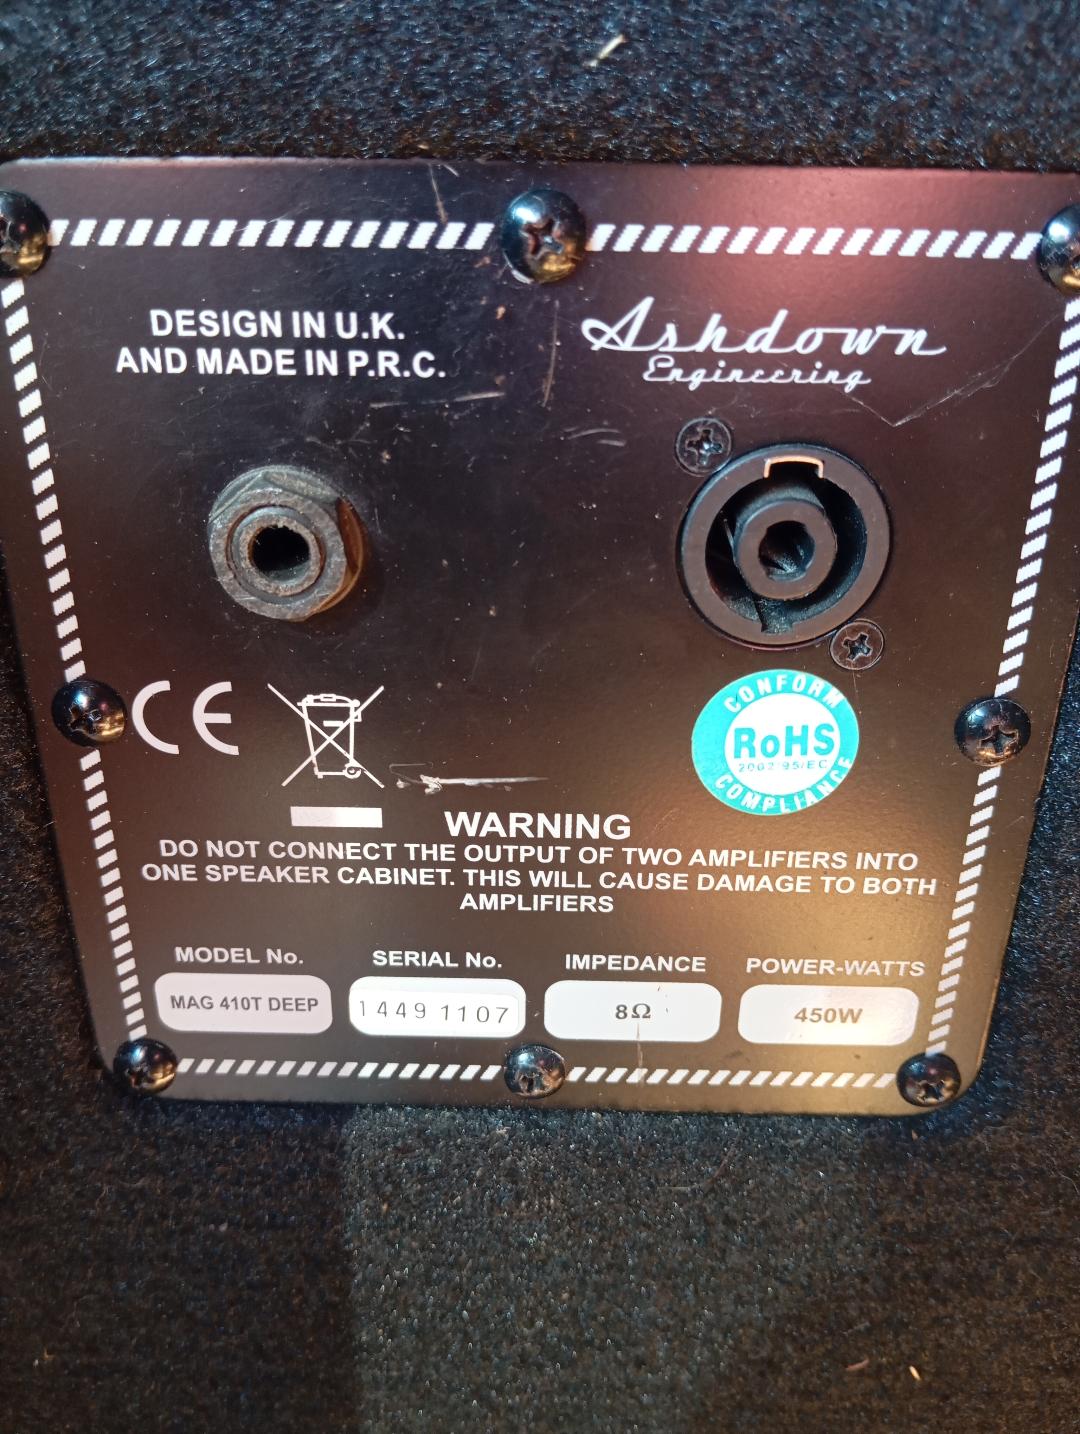 DESIGN IN U.K.
AND MADE IN P.R.C.
Ashdown
Engineering
CE
CONFORM
RoHS
2002/95/EC
COMPLIANCE
WARNING
DO NOT CONNECT THE OUTPUT OF TWO AMPLIFIERS INTO
ONE SPEAKER CABINET. THIS WILL CAUSE DAMAGE TO BOTH
AMPLIFIERS
MODEL No. SERIAL No. IMPEDANCE POWER-WATTS
MAG 410T DEEP 1449 1107 8Ω 450W